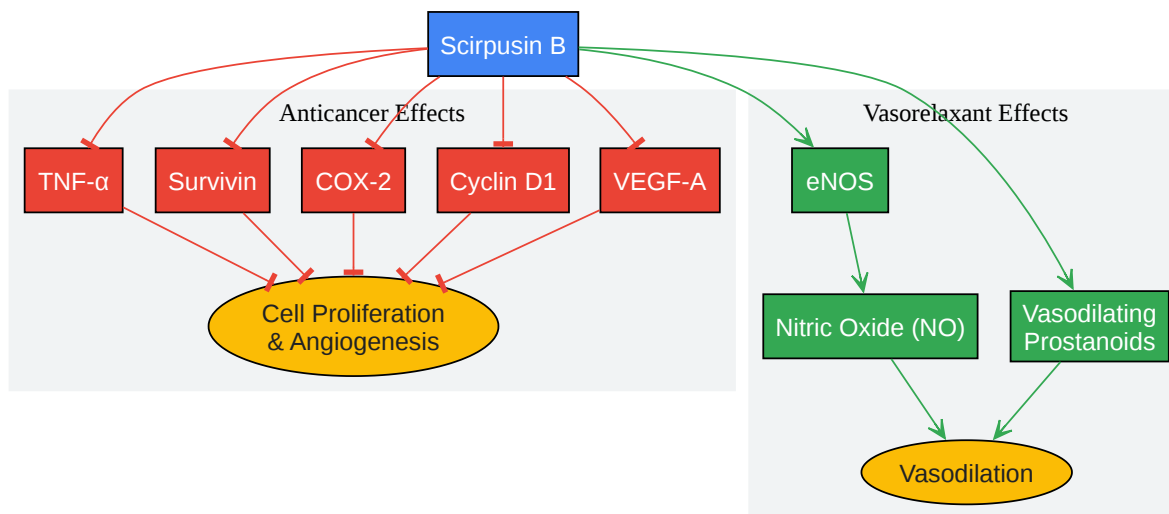 Scirpusin B
Anticancer Effects
Vasorelaxant Effects
TNF-α
Survivin
COX-2
Cyclin D1
VEGF-A
eNOS
Cell Proliferation
& Angiogenesis
Nitric Oxide (NO)
Vasodilating
Prostanoids
Vasodilation